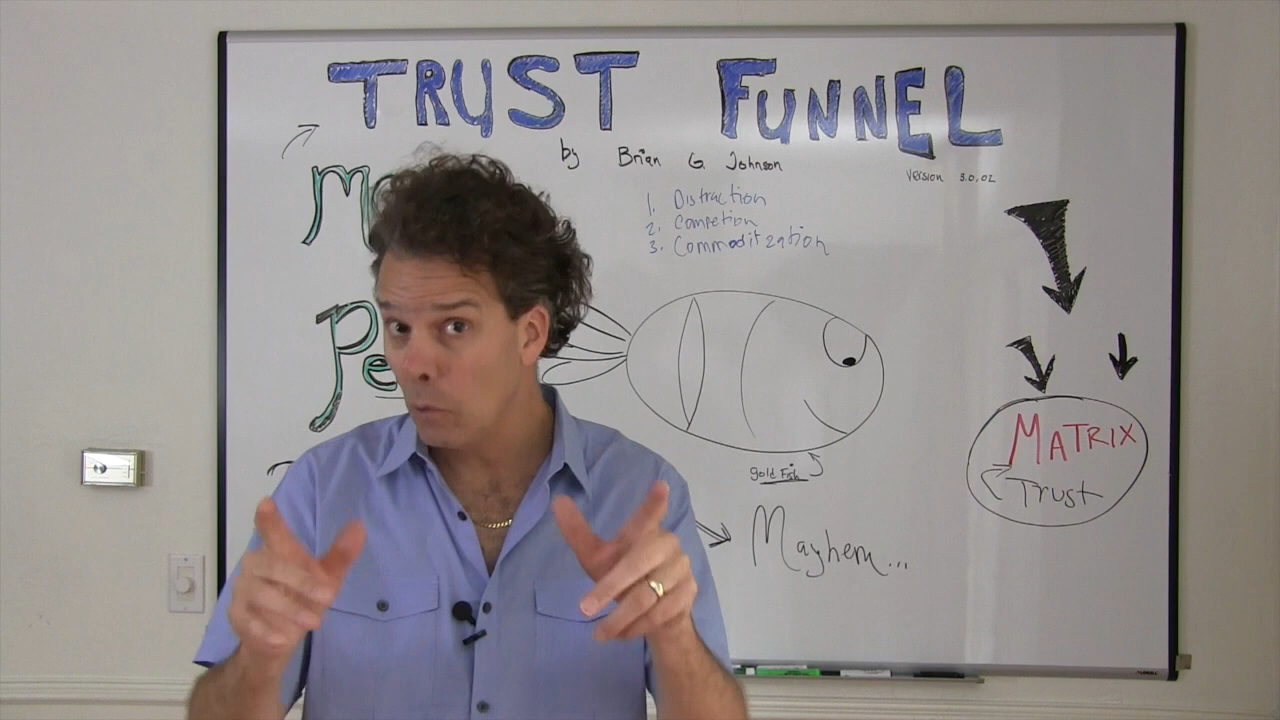 TRUST FUNNEL
by Brian G. Johnson
Version 3.0.02
1. Distraction
2. Competion
3. Commoditization
gold Fish
MATRIX
Trust
Mayhem...